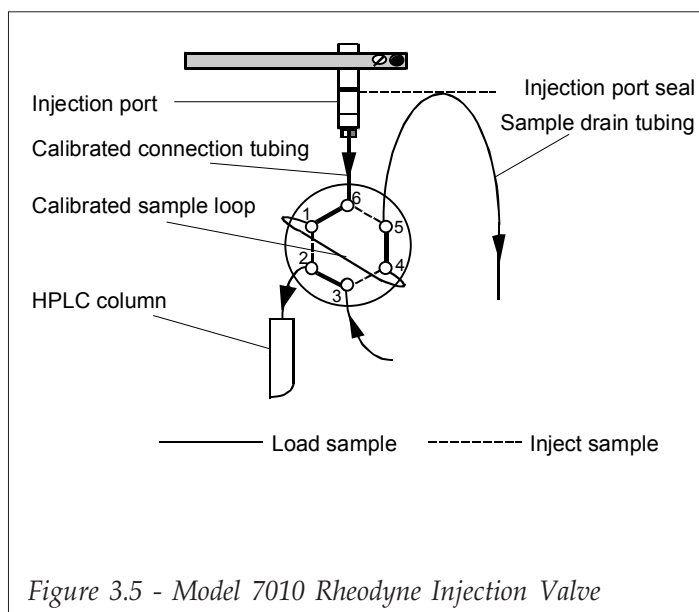 Injection port
Injection port seal
Sample drain tubing
Calibrated connection tubing
Calibrated sample loop
HPLC column
1
6
5
2
4
3
Load sample
Inject sample
Figure 3.5 - Model 7010 Rheodyne Injection Valve